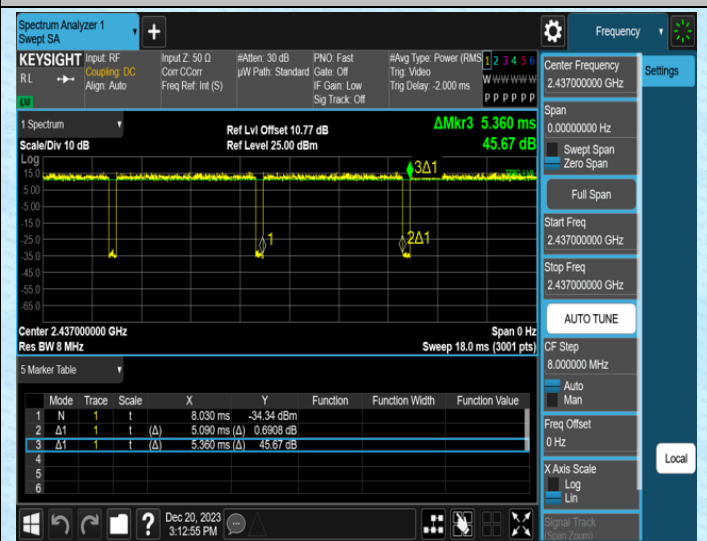 Spectrum Analyzer 1
Swept SA
+
Frequency
KEYSIGHT Input: RF Input Z: 50 Ω #Atten: 30 dB PNO: Fast #Avg Type: Power (RMS 1 2 3 4 5 6
RL Coupling: DC Corr CCorr µW Path: Standard Gate: Off Trig: Video W W W W W W
Align: Auto Freq Ref: Int (S) IF Gain: Low Trig Delay: -2.000 ms
LXI Sig Track: Off P P P P P P
1 Spectrum
Ref Lvl Offset 10.77 dB ΔMkr3 5.360 ms
Scale/Div 10 dB Ref Level 25.00 dBm 45.67 dB
Log
15.0
5.00
-5.00
-15.0
-25.0
-35.0
-45.0
-55.0
-65.0
3Δ1
TRIG LVL
1
2Δ1
Center 2.437000000 GHz Span 0 Hz
Res BW 8 MHz Sweep 18.0 ms (3001 pts)
5 Marker Table
Mode Trace Scale X Y Function Function Width Function Value
1 N 1 t 8.030 ms -34.34 dBm
2 Δ1 1 t (Δ) 5.090 ms (Δ) 0.6908 dB
3 Δ1 1 t (Δ) 5.360 ms (Δ) 45.67 dB
4
5
6
?
Dec 20, 2023
3:12:55 PM
Center Frequency
2.437000000 GHz
Settings
Span
0.00000000 Hz
Swept Span
Zero Span
Full Span
Start Freq
2.437000000 GHz
Stop Freq
2.437000000 GHz
AUTO TUNE
CF Step
8.000000 MHz
Auto
Man
Freq Offset
0 Hz
Local
X Axis Scale
Log
Lin
Signal Track
(Span Zoom)